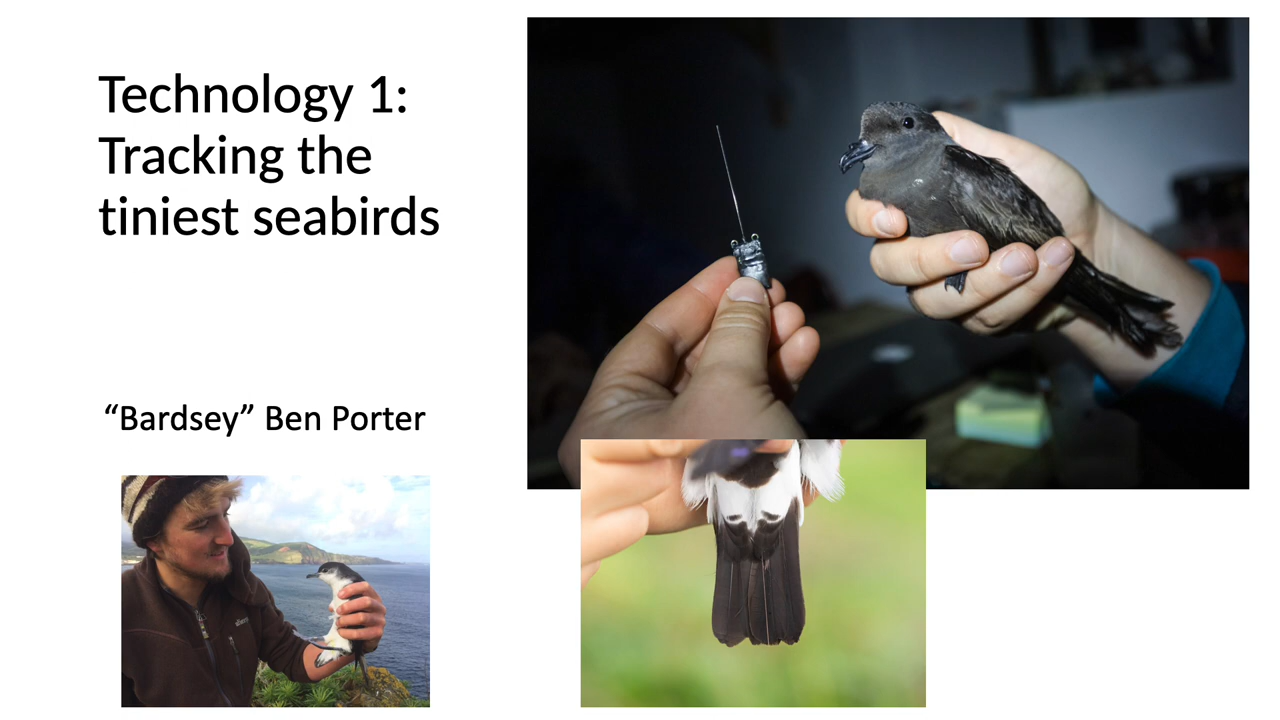 Technology 1:
Tracking the
tiniest seabirds
“Bardsey” Ben Porter